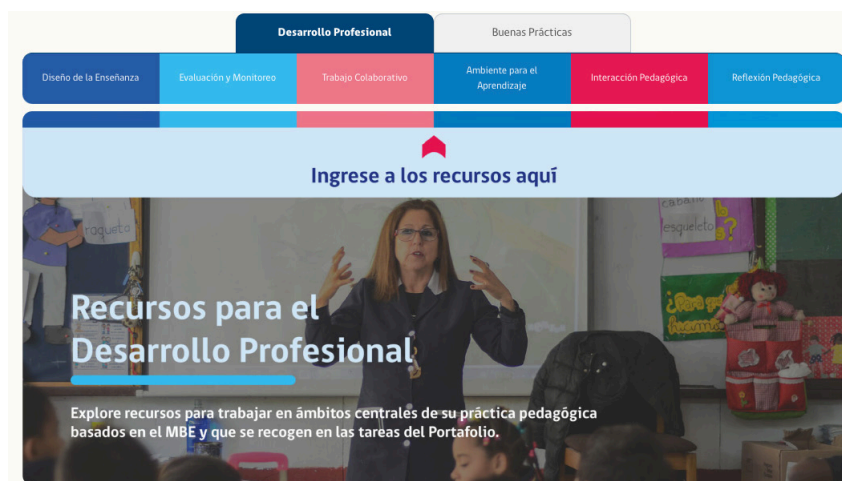 Desarrollo Profesional
Buenas Prácticas
Diseño de la Enseñanza
Evaluación y Monitoreo
Trabajo Colaborativo
Ambiente para el
Aprendizaje
Interacción Pedagógica
Reflexión Pedagógica
Ingrese a los recursos aquí
raqueta
caballo
esqueleto
?
Recursos para el
Desarrollo Profesional
Explore recursos para trabajar en ámbitos centrales de su práctica pedagógica
basados en el MBE y que se recogen en las tareas del Portafolio.